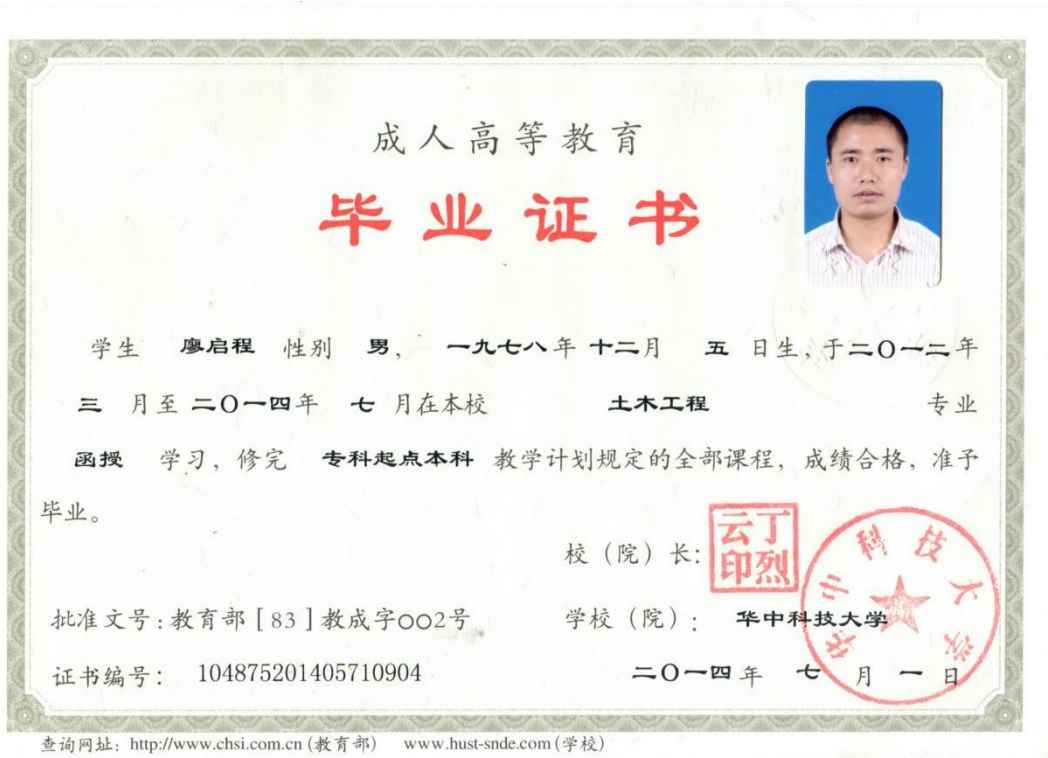 成人高等教育
毕业证书
学生 廖启程 性别 男， 一九七八年 十二月 五 日生，于二〇一二年
三 月至 二〇一四年 七 月在本校 土木工程 专业
函授 学习，修完 专科起点本科 教学计划规定的全部课程，成绩合格，准予
毕业。
校（院）长：
丁烈云印
批准文号：教育部［83］教成字○○2号
学校（院）： 华中科技大学
华中科技大学
证书编号： 104875201405710904
二〇一四年 七 月 一 日
查询网址：http://www.chsi.com.cn（教育部） www.hust-snde.com（学校）